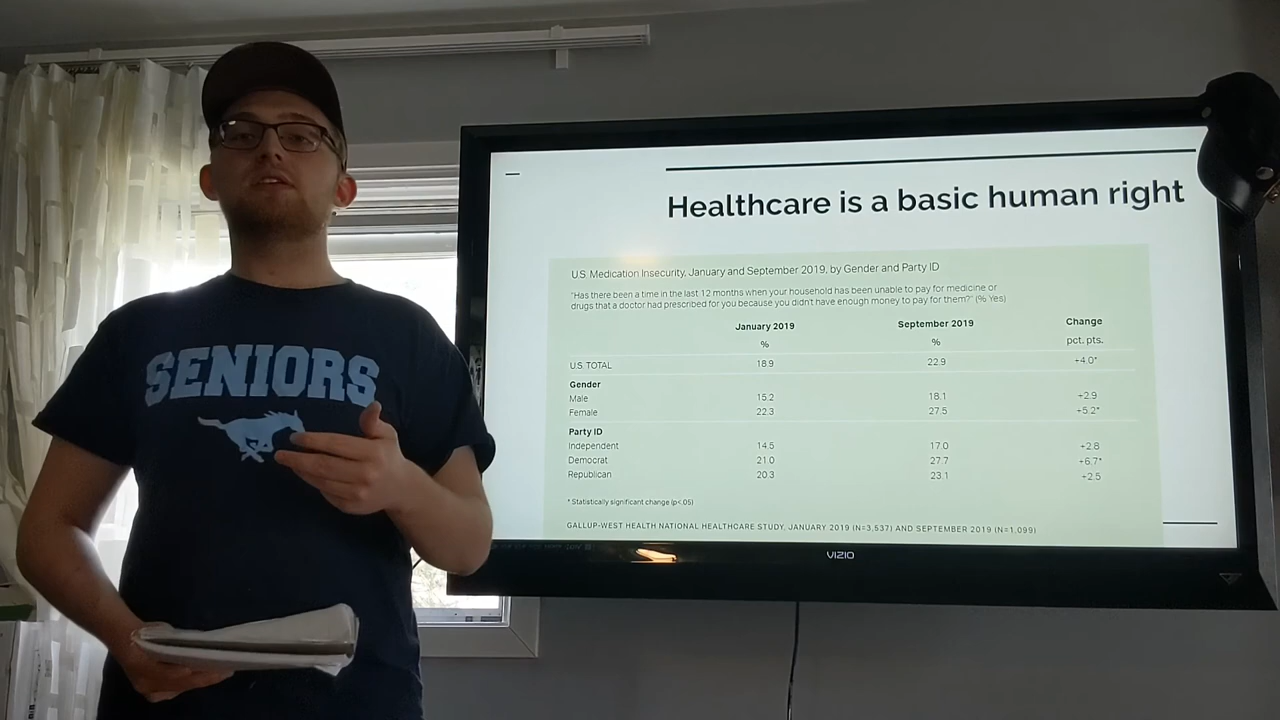 SENIORS
Healthcare is a basic human right
U.S. Medication Insecurity, January and September 2019, by Gender and Party ID
"Has there been a time in the last 12 months when your household has been unable to pay for medicine or
drugs that a doctor had prescribed for you because you didn't have enough money to pay for them?" (% Yes)
January 2019 September 2019 Change
% % pct. pts.
U.S. TOTAL 18.9 22.9 +4.0*
Gender
Male 15.2 18.1 +2.9
Female 22.3 27.5 +5.2*
Party ID
Independent 14.5 17.0 +2.8
Democrat 21.0 27.7 +6.7*
Republican 20.3 23.1 +2.5
* Statistically significant change (p<.05)
GALLUP-WEST HEALTH NATIONAL HEALTHCARE STUDY, JANUARY 2019 (N=3,537) AND SEPTEMBER 2019 (N=1,099)
VIZIO